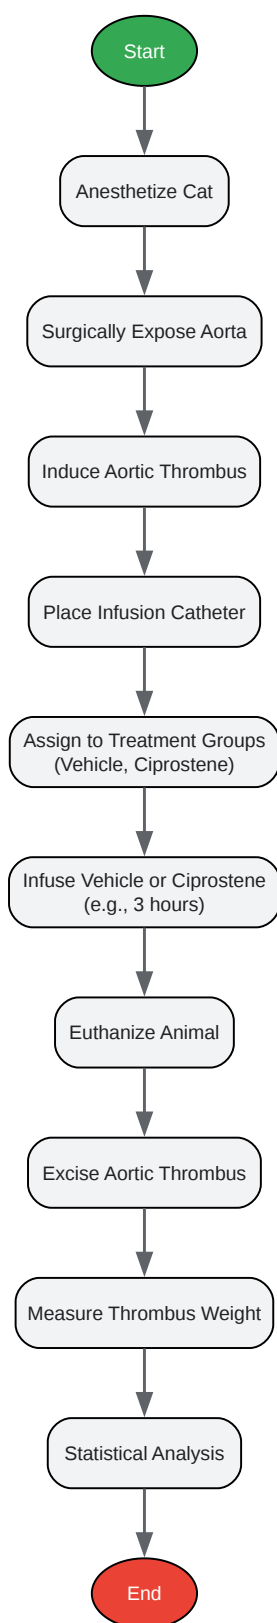 Start
Anesthetize Cat
Surgically Expose Aorta
Induce Aortic Thrombus
Place Infusion Catheter
Assign to Treatment Groups
(Vehicle, Ciprostene)
Infuse Vehicle or Ciprostene
(e.g., 3 hours)
Euthanize Animal
Excise Aortic Thrombus
Measure Thrombus Weight
Statistical Analysis
End